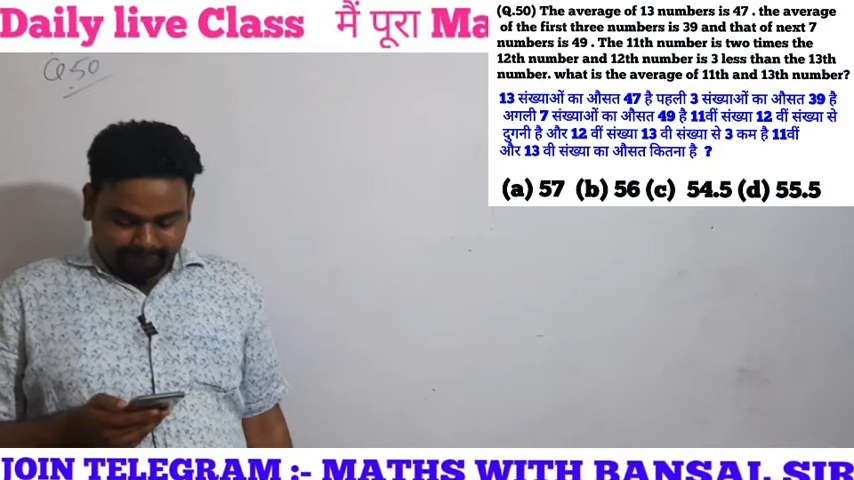 Daily live Class मैं पूरा Ma
Q.50
(Q.50) The average of 13 numbers is 47 . the average
of the first three numbers is 39 and that of next 7
numbers is 49 . The 11th number is two times the
12th number and 12th number is 3 less than the 13th
number. what is the average of 11th and 13th number?
13 संख्याओं का औसत 47 है पहली 3 संख्याओं का औसत 39 है
अगली 7 संख्याओं का औसत 49 है 11वीं संख्या 12 वीं संख्या से
दुगनी है और 12 वीं संख्या 13 वी संख्या से 3 कम है 11वीं
और 13 वी संख्या का औसत कितना है ?
(a) 57 (b) 56 (c) 54.5 (d) 55.5
JOIN TELEGRAM :- MATHS WITH BANSAL SIR